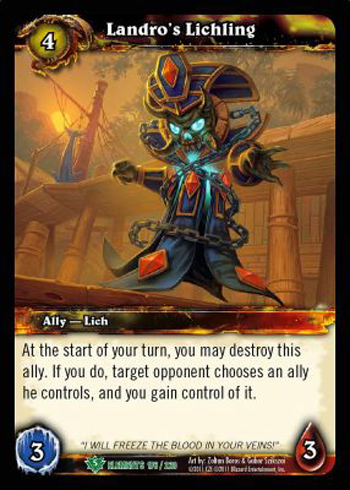 4
Landro's Lichling
Ally — Lich
At the start of your turn, you may destroy this
ally. If you do, target opponent chooses an ally
he controls, and you gain control of it.
3
"I WILL FREEZE THE BLOOD IN YOUR VEINS!"
3
ELEMENTS
Art by: Zoltan Boros & Gabor Szikszai
Blizzard Entertainment, Inc.